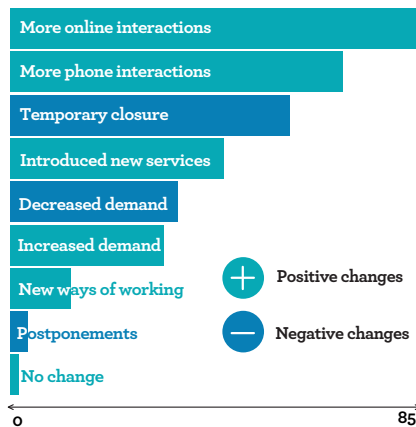 More online interactions
More phone interactions
Temporary closure
Introduced new services
Decreased demand
Increased demand
New ways of working
Positive changes
Postponements
Negative changes
No change
0
85